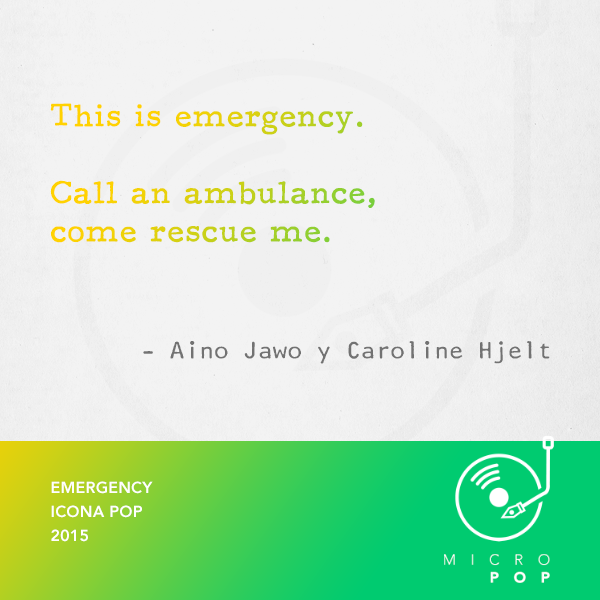 This is emergency.
Call an ambulance,
come rescue me.
– Aino Jawo y Caroline Hjelt
EMERGENCY
ICONA POP
2015
MICRO
POP